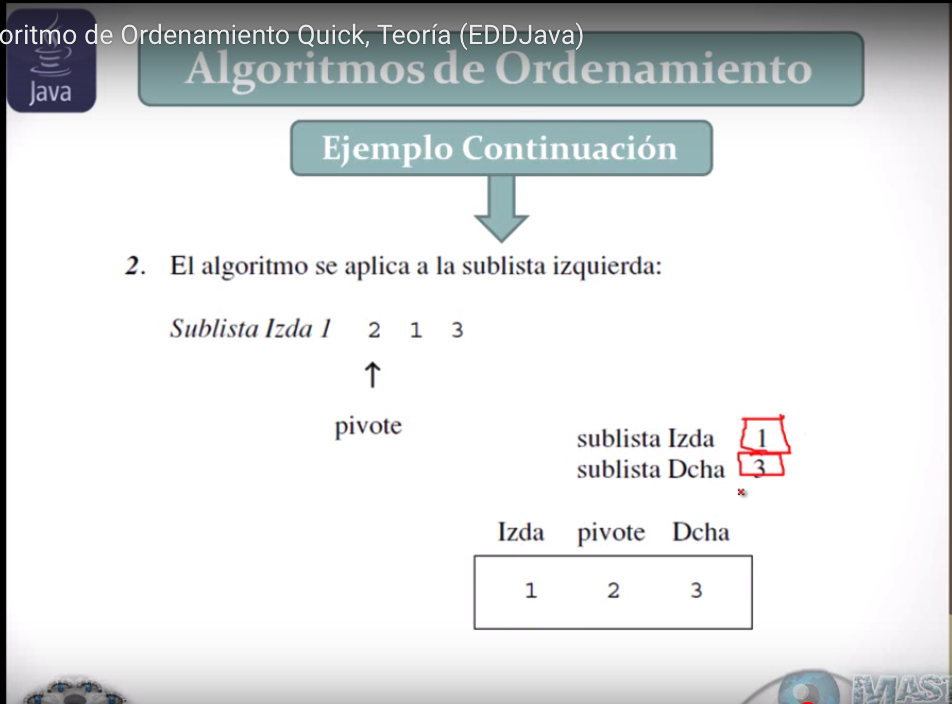 oritmo de Ordenamiento Quick, Teoría (EDDJava)
Java
Algoritmos de Ordenamiento
Ejemplo Continuación
2. El algoritmo se aplica a la sublista izquierda:
Sublista Izda 1 2 1 3
↑
pivote
sublista Izda 1
sublista Dcha 3
Izda pivote Dcha
1 2 3
MAS